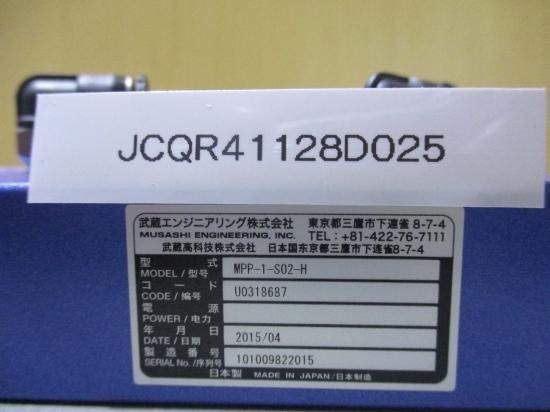 JCQR41128D025
武蔵エンジニアリング株式会社 東京都三鷹市下連雀 8-7-4
MUSASHI ENGINEERING, INC. TEL : +81-422-76-7111
武蔵高科技株式会社 日本国东京都三鷹市下連雀8-7-4
型式 MPP-1-S02-H
MODEL / 型号
コード U0318687
CODE / 編号
電源
POWER / 电力
年月日 2015/04
DATE / 日期
製造番号 101009822015
SERIAL No. / 序列号
日本製 MADE IN JAPAN / 日本制造